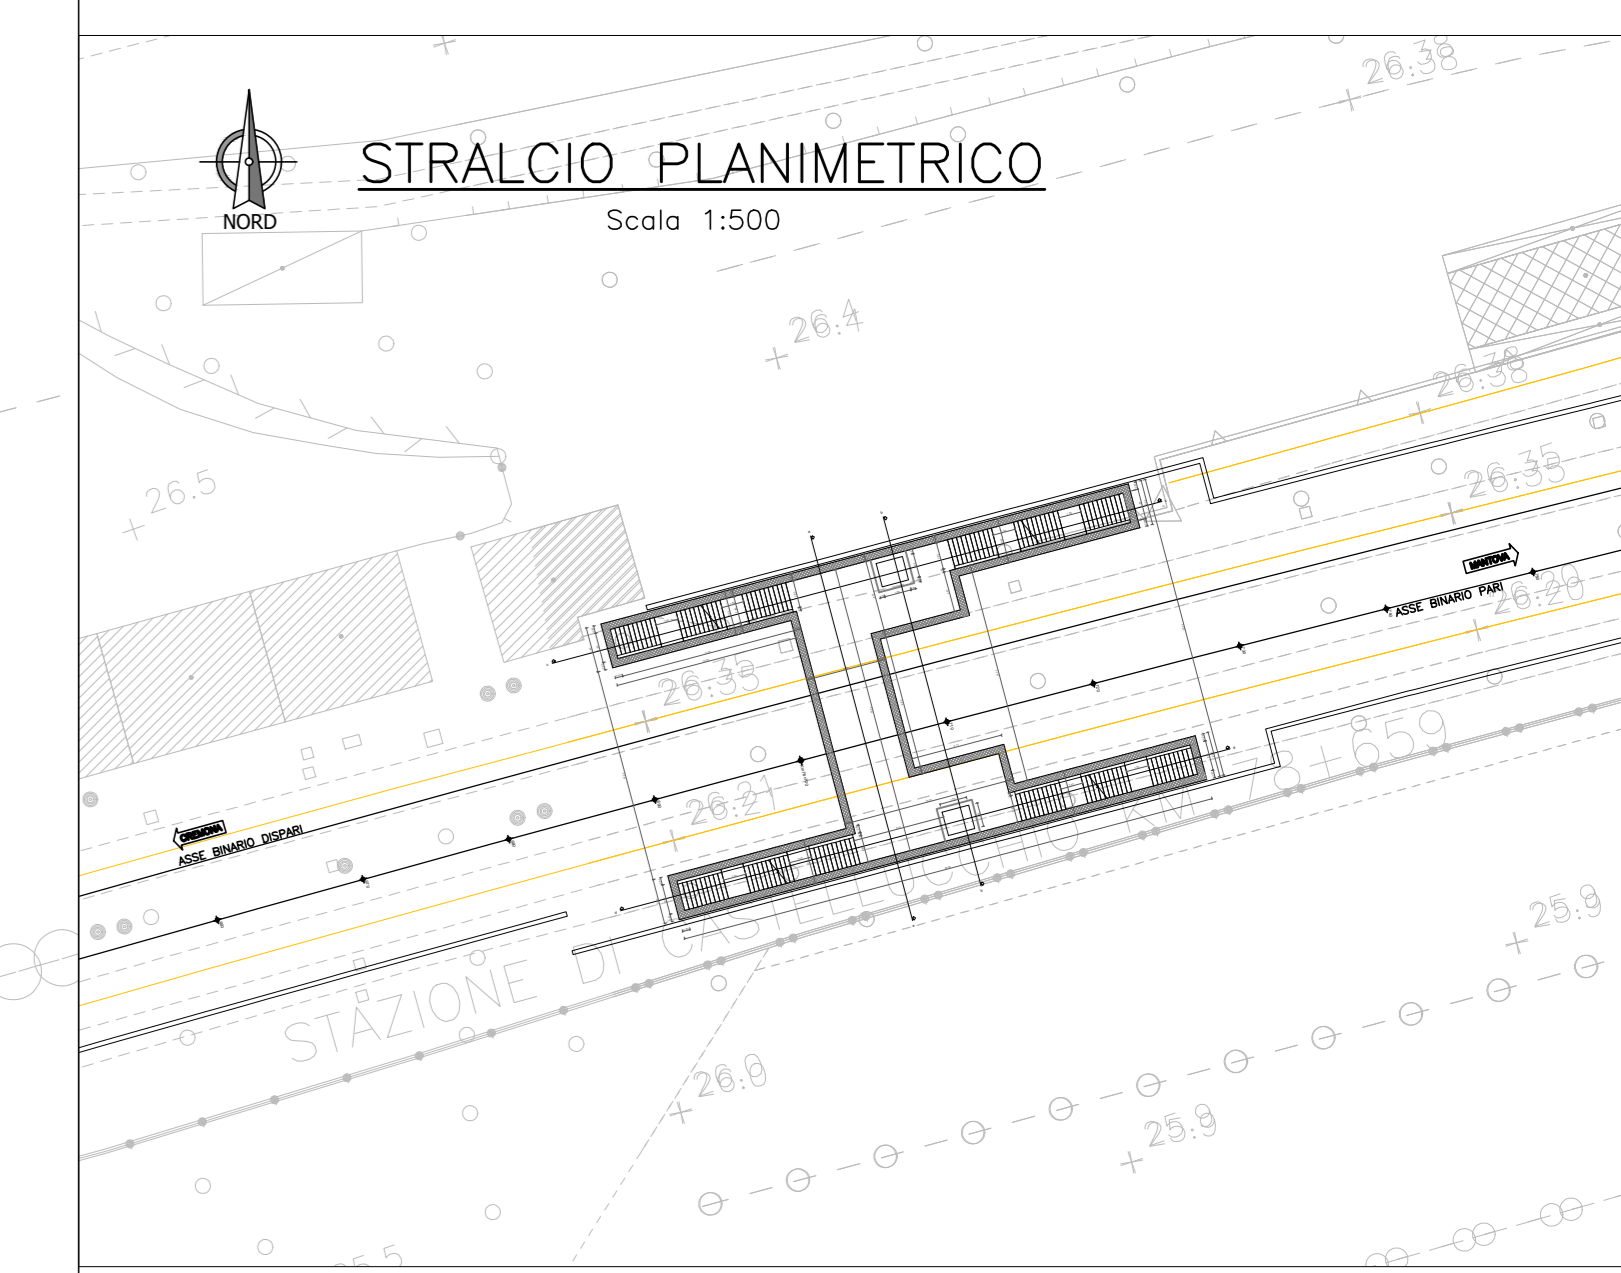 26.38
STRALCIO PLANIMETRICO
NORD
Scala 1:500
26.4
26.38
26.5
26.35
MANTOVA
ASSE BINARIO PARI
26.20
26.35
26.21
CREMONA
ASSE BINARIO DISPARI
STAZIONE DI CASTELLUCCHIO KM 78+659
25.9
26.0
25.9